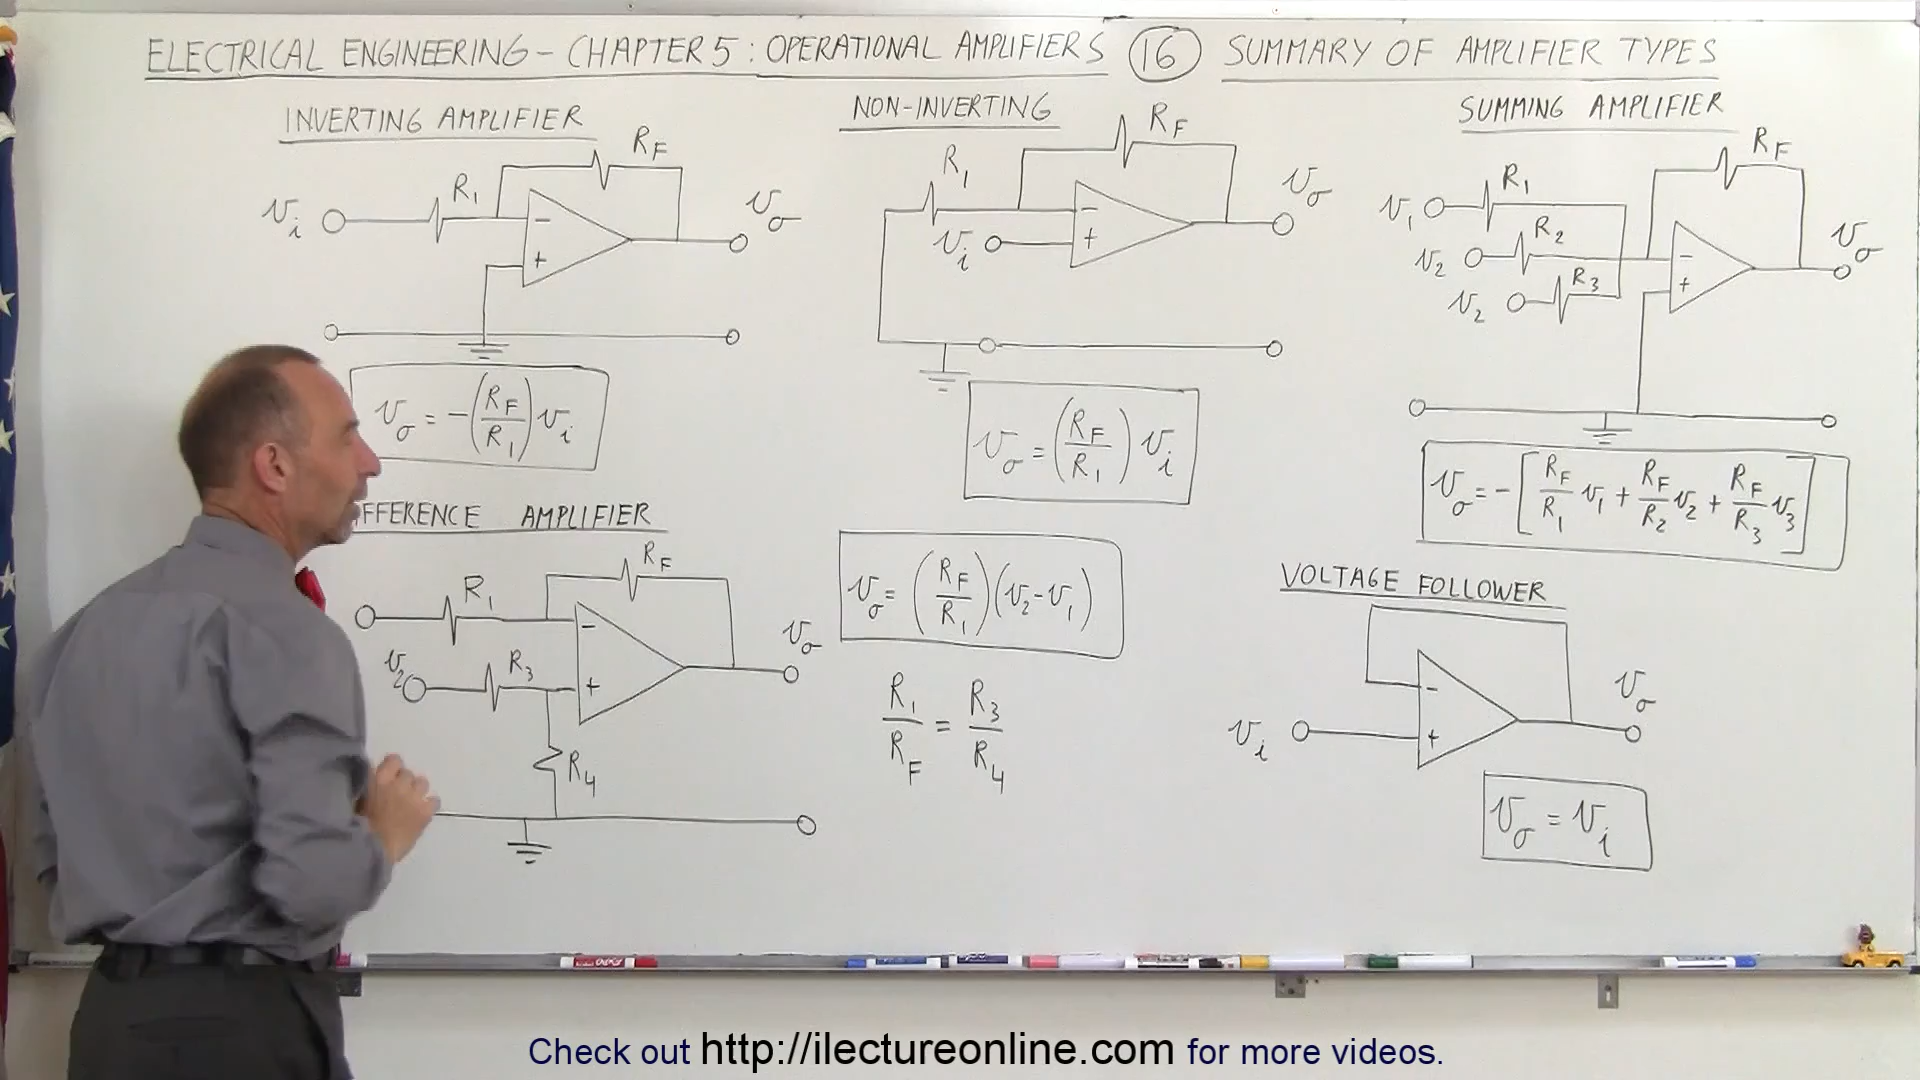 ELECTRICAL ENGINEERING - CHAPTER 5 : OPERATIONAL AMPLIFIERS 16 SUMMARY OF AMPLIFIER TYPES
INVERTING AMPLIFIER
R_F
R_1
v_i
v_o
-
+
v_o = -(R_F/R_1) v_i
NON-INVERTING
R_F
R_1
v_i
v_o
-
+
v_o = (R_F/R_1) v_i
SUMMING AMPLIFIER
R_F
v_1 R_1
v_2 R_2
v_2 R_3
v_o
-
+
v_o = -[R_F/R_1 v_1 + R_F/R_2 v_2 + R_F/R_3 v_3]
FFERENCE AMPLIFIER
R_F
R_1
v_2 R_3
R_4
v_o
-
+
v_o = (R_F/R_1)(v_2 - v_1)
R_1/R_F = R_3/R_4
VOLTAGE FOLLOWER
v_i
v_o
-
+
v_o = v_i
Check out http://ilectureonline.com for more videos.